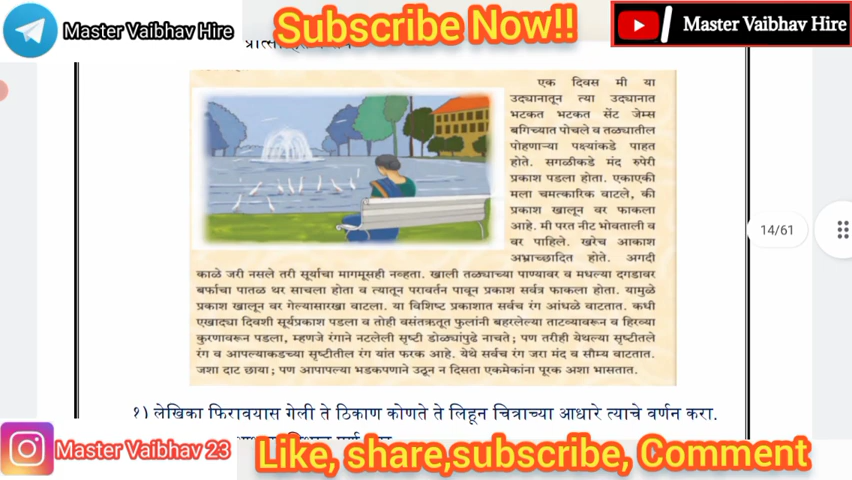 Master Vaibhav Hire
Subscribe Now!!
Master Vaibhav Hire
एक दिवस मी या
उद्यानातून त्या उद्यानात
भटकत भटकत सेंट जेम्स
बगिच्यात पोचले व तळ्यातील
पोहणाऱ्या पक्ष्यांकडे पाहत
होते. सगळीकडे मंद रुपेरी
प्रकाश पडला होता. एकाएकी
मला चमत्कारिक वाटले, की
प्रकाश खालून वर फाकला
आहे. मी परत नीट भोवताली व
वर पाहिले. खरेच आकाश
अभ्राच्छादित होते. अगदी
काळे जरी नसले तरी सूर्याचा मागमूसही नव्हता. खाली तळ्याच्या पाण्यावर व मधल्या दगडावर
बर्फाचा पातळ थर साचला होता व त्यातून परावर्तन पावून प्रकाश सर्वत्र फाकला होता. यामुळे
प्रकाश खालून वर गेल्यासारखा वाटला. या विशिष्ट प्रकाशात सर्वच रंग आंधळे वाटतात. कधी
एखाद्या दिवशी सूर्यप्रकाश पडला व तोही वसंतऋतूत फुलांनी बहरलेल्या ताटव्यावरून व हिरव्या
कुरणावरून पडला, म्हणजे रंगाने नटलेली सृष्टी डोळ्यांपुढे नाचते; पण तरीही येथल्या सृष्टीतले
रंग व आपल्याकडच्या सृष्टीतील रंग यांत फरक आहे. येथे सर्वच रंग जरा मंद व सौम्य वाटतात.
जशा दाट छाया; पण आपापल्या भडकपणाने उठून न दिसता एकमेकांना पूरक अशा भासतात.
14/61
१) लेखिका फिरावयास गेली ते ठिकाण कोणते ते लिहून चित्राच्या आधारे त्याचे वर्णन करा.
Master Vaibhav 23
Like, share,subscribe, Comment